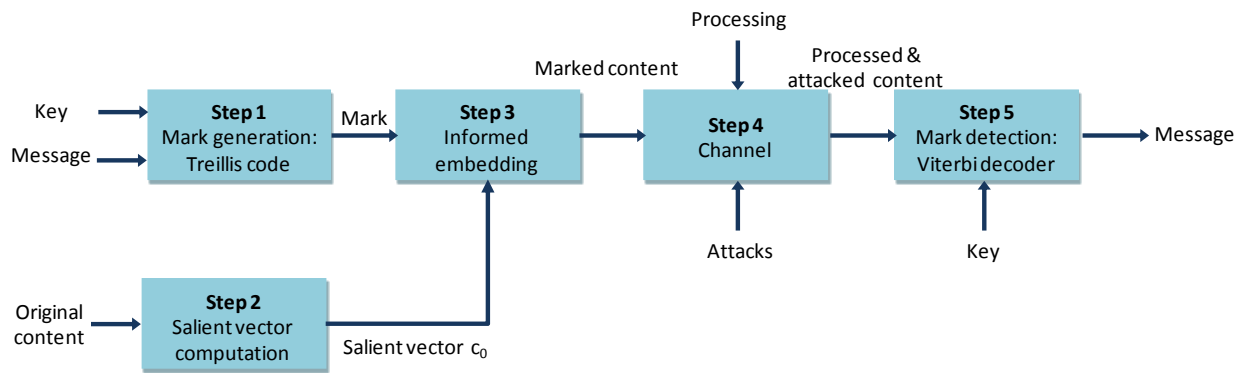 Processing
Marked content
Processed &
attacked content
Key
Message
Step 1
Mark generation:
Treillis code
Mark
Step 3
Informed
embedding
Step 4
Channel
Step 5
Mark detection:
Viterbi decoder
Message
Attacks
Key
Original
content
Step 2
Salient vector
computation
Salient vector c₀